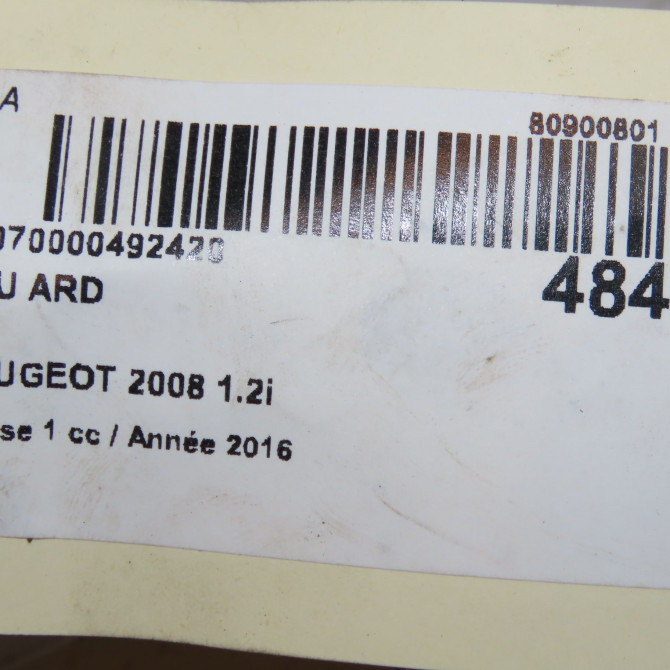 A
80900801
070000492420
U ARD
484
UGEOT 2008 1.2i
se 1 cc / Année 2016